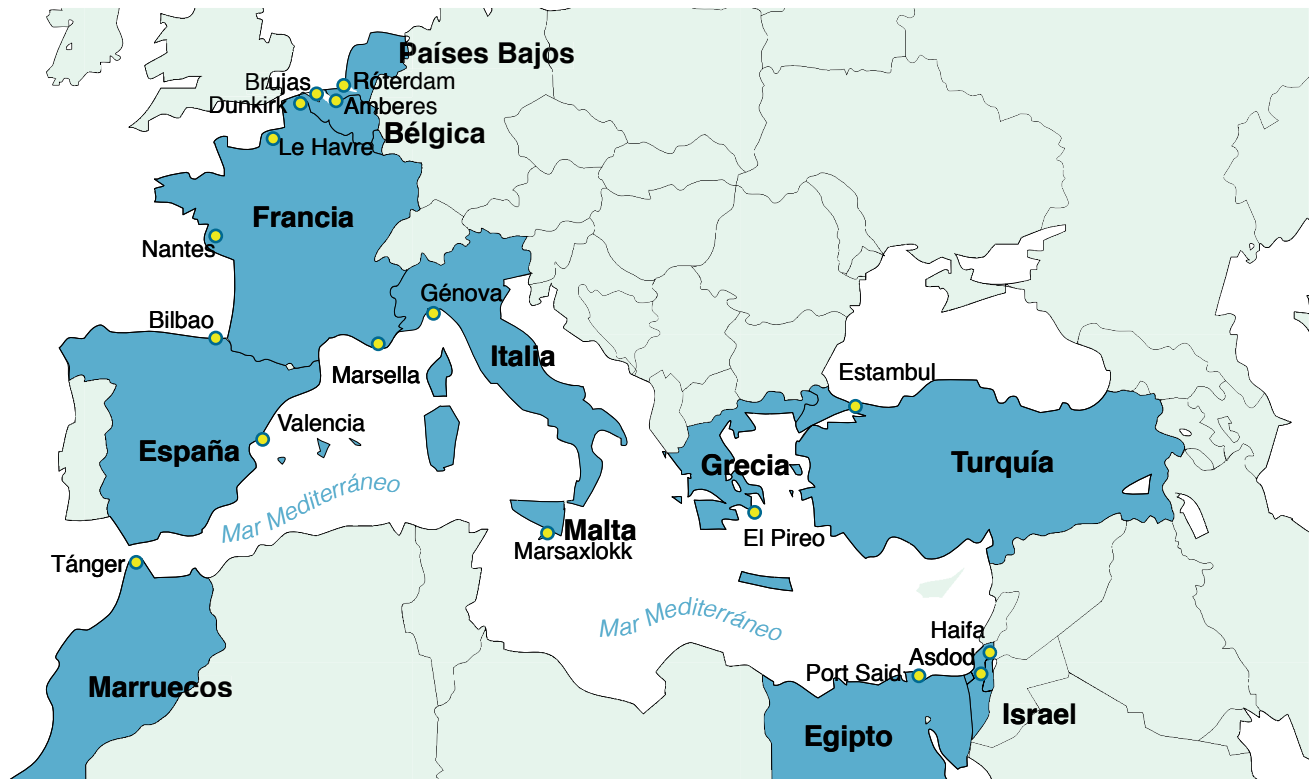 Países Bajos
Brujas
Róterdam
Dunkirk
Amberes
Bélgica
Le Havre
Francia
Nantes
Génova
Bilbao
Italia
Marsella
Estambul
Valencia
España
Grecia
Turquía
Mar Mediterráneo
Malta
El Pireo
Marsaxlokk
Tánger
Mar Mediterráneo
Haifa
Asdod
Port Said
Marruecos
Israel
Egipto